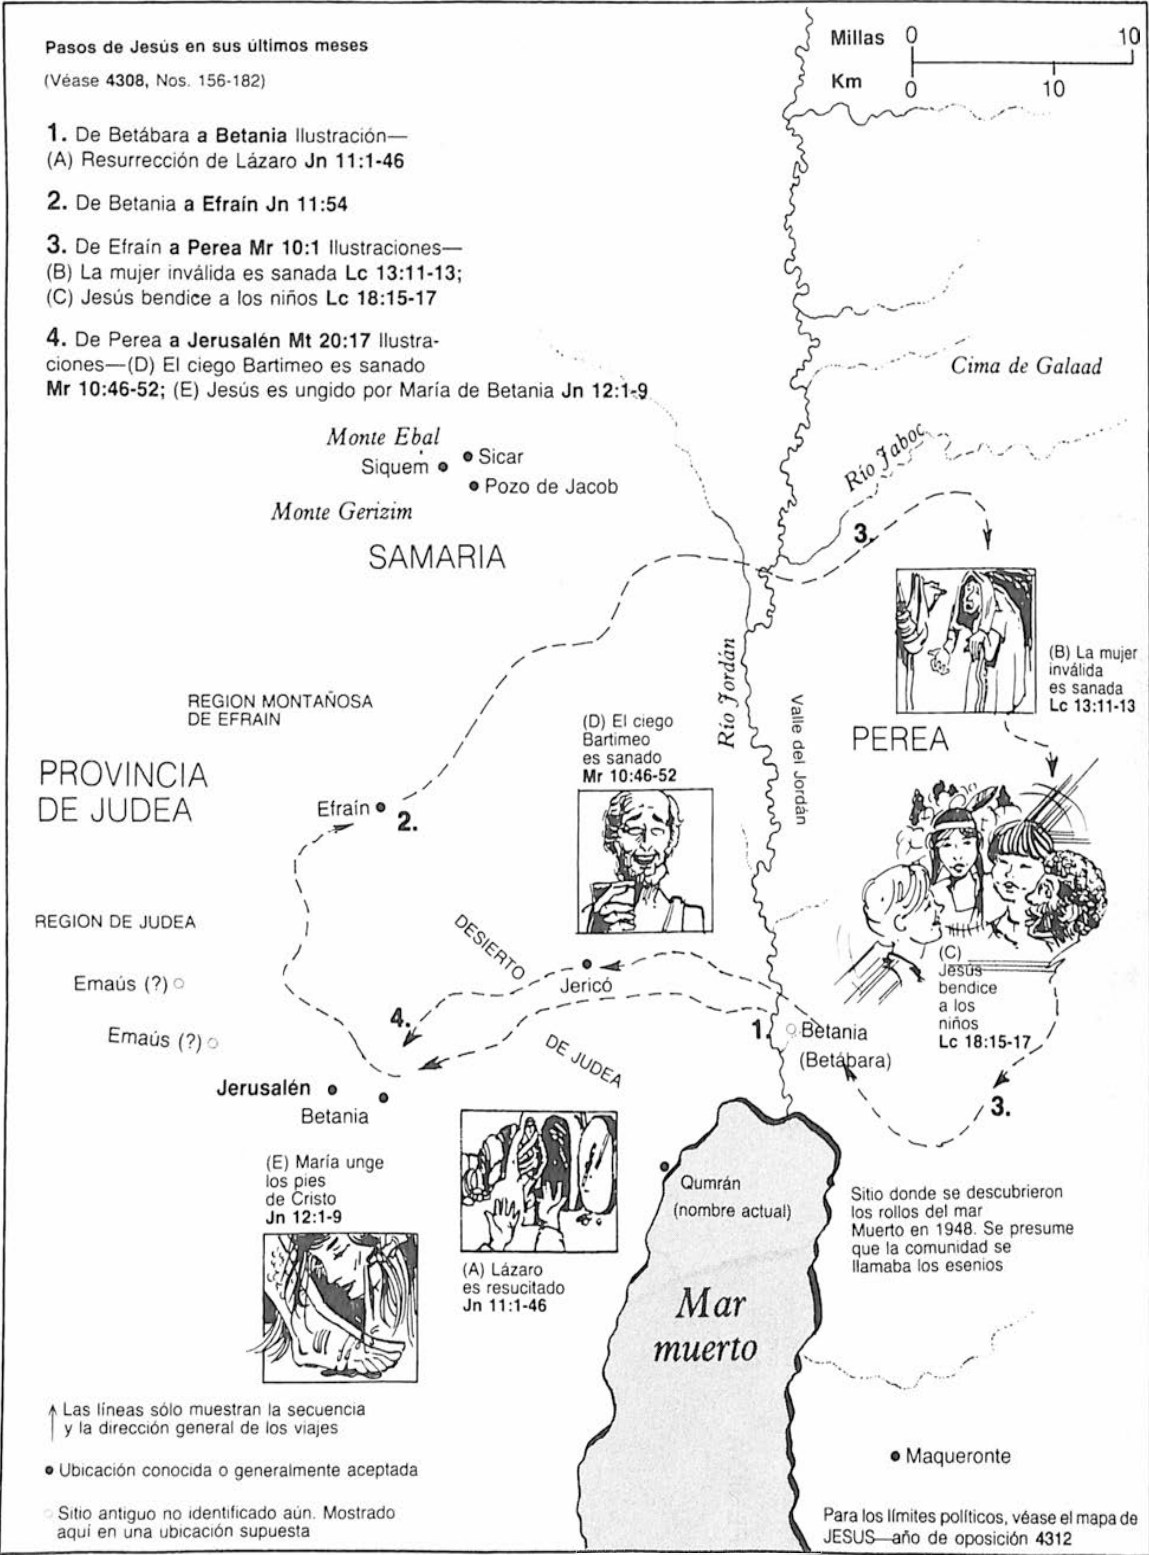 Pasos de Jesús en sus últimos meses
(Véase 4308, Nos. 156-182)
1. De Betábara a Betania Ilustración—
(A) Resurrección de Lázaro Jn 11:1-46
2. De Betania a Efraín Jn 11:54
3. De Efraín a Perea Mr 10:1 Ilustraciones—
(B) La mujer inválida es sanada Lc 13:11-13;
(C) Jesús bendice a los niños Lc 18:15-17
4. De Perea a Jerusalén Mt 20:17 Ilustra-
ciones—(D) El ciego Bartimeo es sanado
Mr 10:46-52; (E) Jesús es ungido por María de Betania Jn 12:1-9
Millas 0 10
Km 0 10
Cima de Galaad
Monte Ebal
Sicar
Siquem
Pozo de Jacob
Monte Gerizim
SAMARIA
Río Jaboc
3.
(B) La mujer
inválida
es sanada
Lc 13:11-13
Río Jordán
Valle del Jordán
PEREA
REGION MONTAÑOSA
DE EFRAIN
(D) El ciego
Bartimeo
es sanado
Mr 10:46-52
PROVINCIA
DE JUDEA
Efraín
2.
REGION DE JUDEA
DESIERTO
Emaús (?)
Jericó
(C)
Jesús
bendice
a los
niños
Lc 18:15-17
4.
1.
Betania
(Betábara)
Emaús (?)
DE JUDEA
3.
Jerusalén
Betania
(E) María unge
los pies
de Cristo
Jn 12:1-9
Qumrán
(nombre actual)
Sitio donde se descubrieron
los rollos del mar
Muerto en 1948. Se presume
que la comunidad se
llamaba los esenios
(A) Lázaro
es resucitado
Jn 11:1-46
Mar
muerto
Las líneas sólo muestran la secuencia
y la dirección general de los viajes
Ubicación conocida o generalmente aceptada
Sitio antiguo no identificado aún. Mostrado
aquí en una ubicación supuesta
Maqueronte
Para los límites políticos, véase el mapa de
JESUS—año de oposición 4312